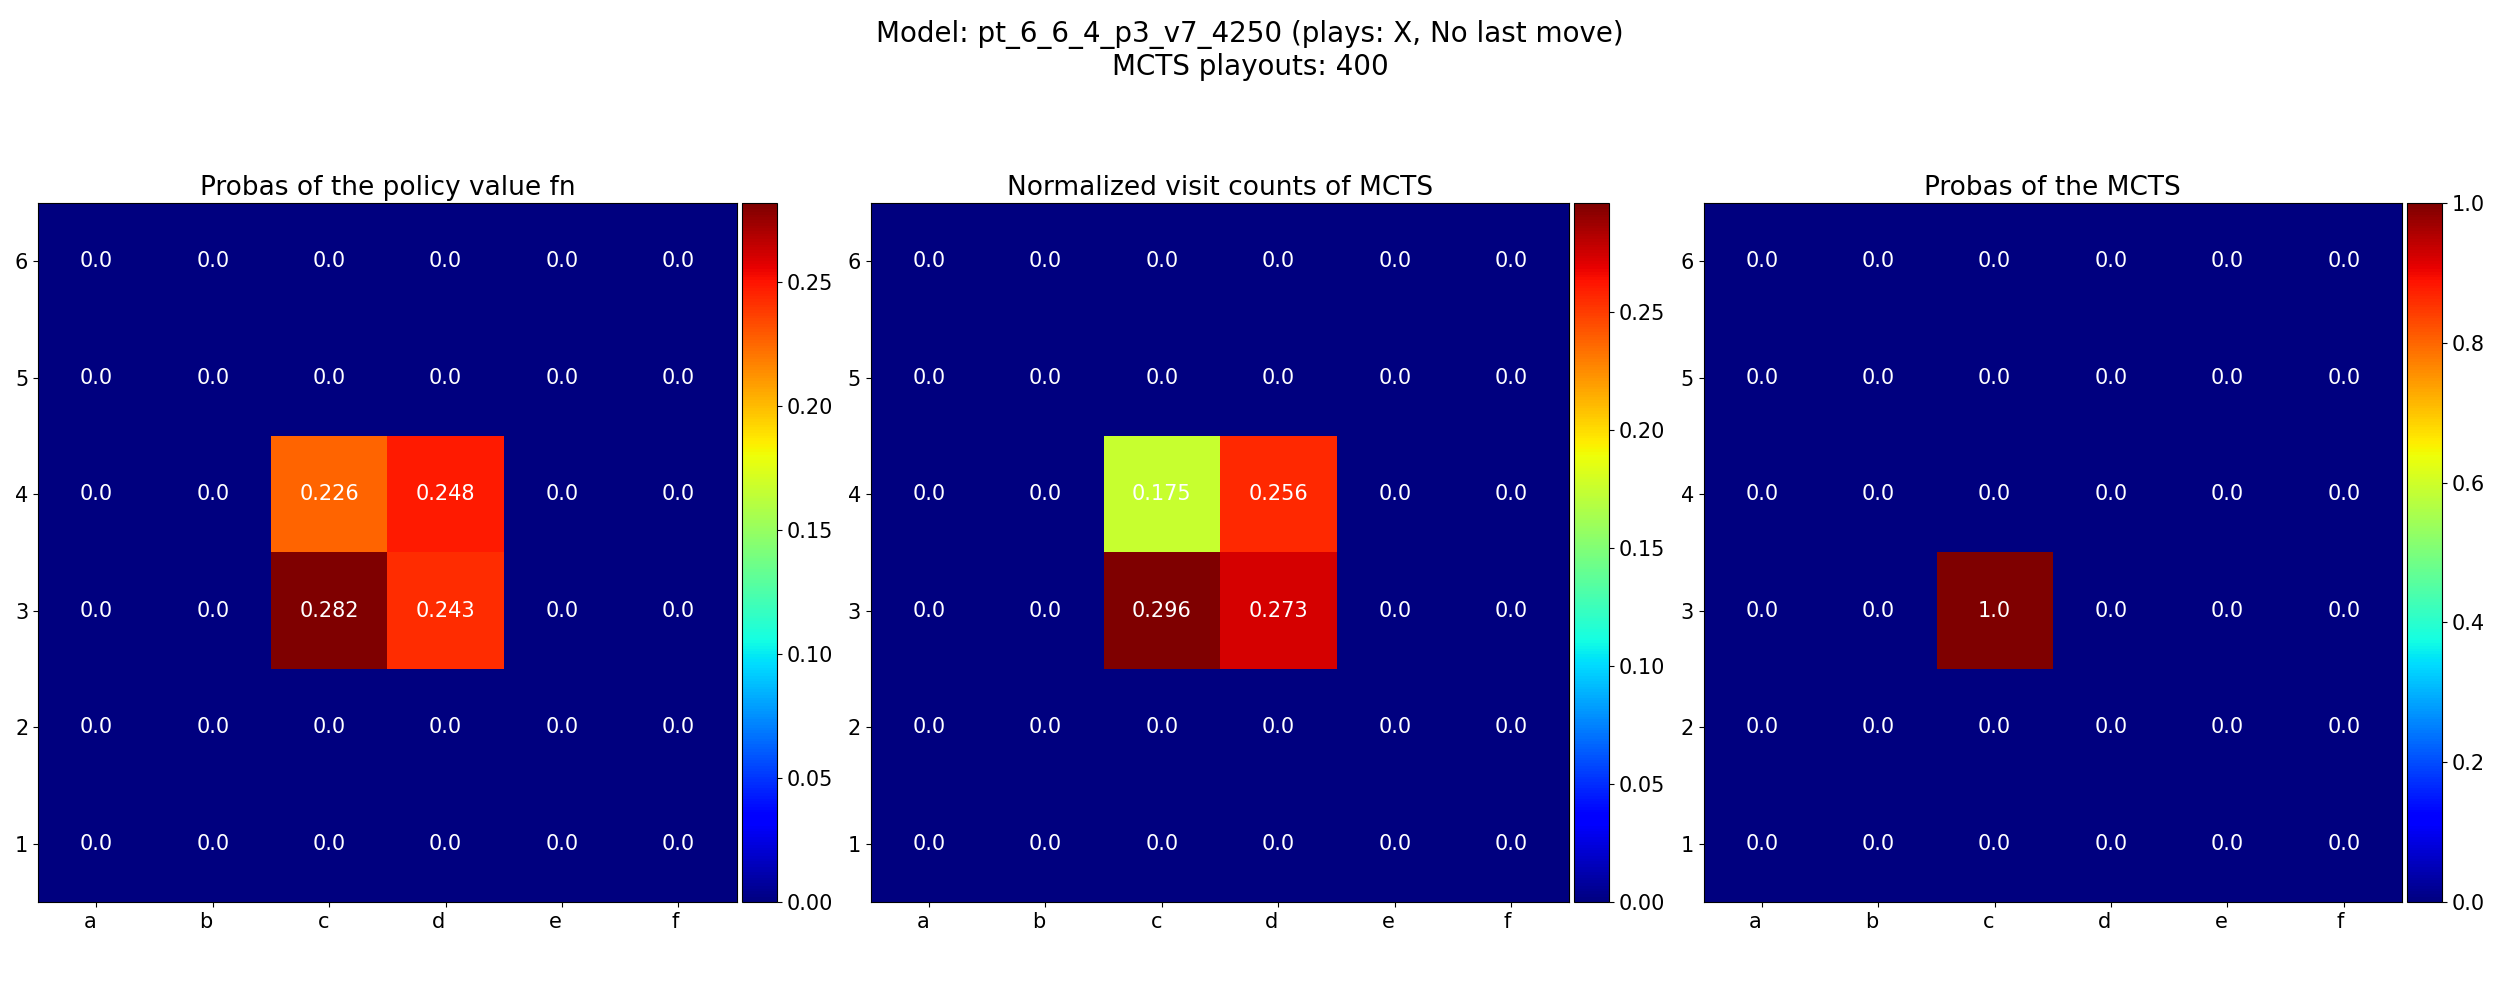 Model: pt_6_6_4_p3_v7_4250 (plays: X, No last move)
MCTS playouts: 400
Probas of the policy value fn
6 0.0 0.0 0.0 0.0 0.0 0.0
5 0.0 0.0 0.0 0.0 0.0 0.0
4 0.0 0.0 0.226 0.248 0.0 0.0
3 0.0 0.0 0.282 0.243 0.0 0.0
2 0.0 0.0 0.0 0.0 0.0 0.0
1 0.0 0.0 0.0 0.0 0.0 0.0
a b c d e f
0.25
0.20
0.15
0.10
0.05
0.00
Normalized visit counts of MCTS
6 0.0 0.0 0.0 0.0 0.0 0.0
5 0.0 0.0 0.0 0.0 0.0 0.0
4 0.0 0.0 0.175 0.256 0.0 0.0
3 0.0 0.0 0.296 0.273 0.0 0.0
2 0.0 0.0 0.0 0.0 0.0 0.0
1 0.0 0.0 0.0 0.0 0.0 0.0
a b c d e f
0.25
0.20
0.15
0.10
0.05
0.00
Probas of the MCTS
6 0.0 0.0 0.0 0.0 0.0 0.0
5 0.0 0.0 0.0 0.0 0.0 0.0
4 0.0 0.0 0.0 0.0 0.0 0.0
3 0.0 0.0 1.0 0.0 0.0 0.0
2 0.0 0.0 0.0 0.0 0.0 0.0
1 0.0 0.0 0.0 0.0 0.0 0.0
a b c d e f
1.0
0.8
0.6
0.4
0.2
0.0